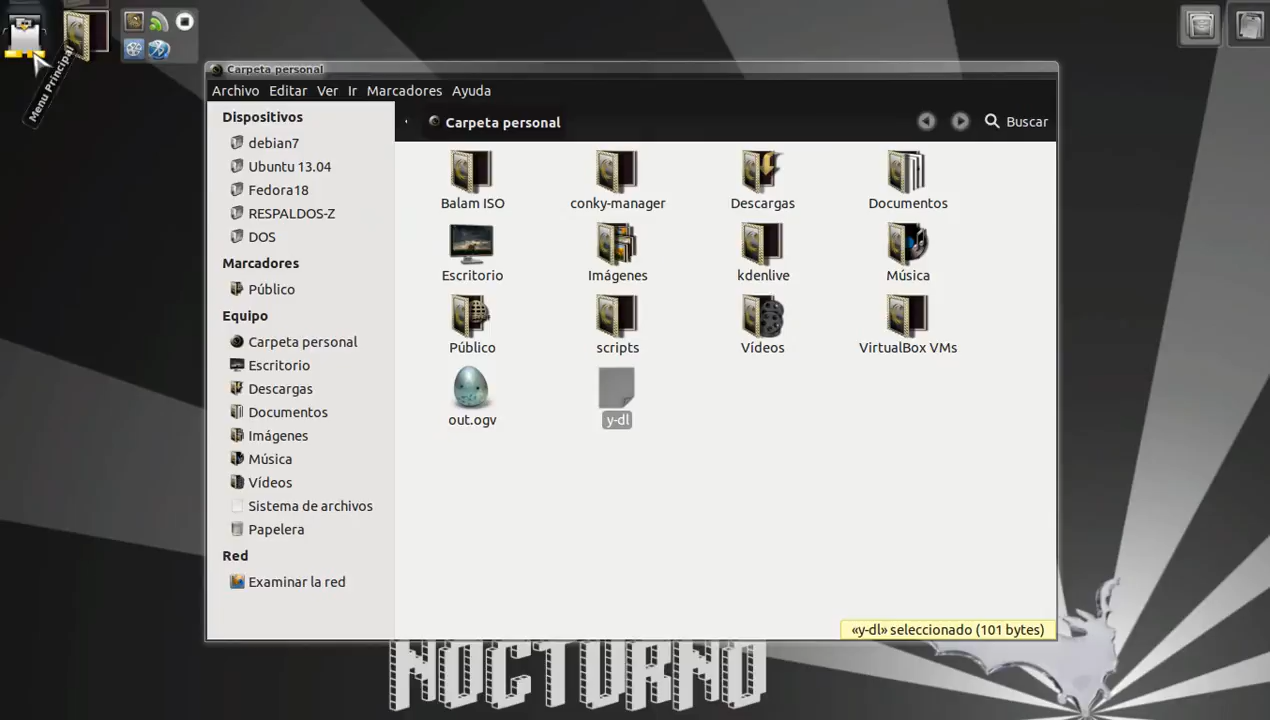 Menu Principal
Carpeta personal
Archivo Editar Ver Ir Marcadores Ayuda
Carpeta personal
Buscar
Dispositivos
debian7
Ubuntu 13.04
Fedora18
RESPALDOS-Z
DOS
Marcadores
Público
Equipo
Carpeta personal
Escritorio
Descargas
Documentos
Imágenes
Música
Vídeos
Sistema de archivos
Papelera
Red
Examinar la red
Balam ISO conky-manager Descargas Documentos
Escritorio Imágenes kdenlive Música
Público scripts Vídeos VirtualBox VMs
out.ogv y-dl
«y-dl» seleccionado (101 bytes)
NOCTURNO